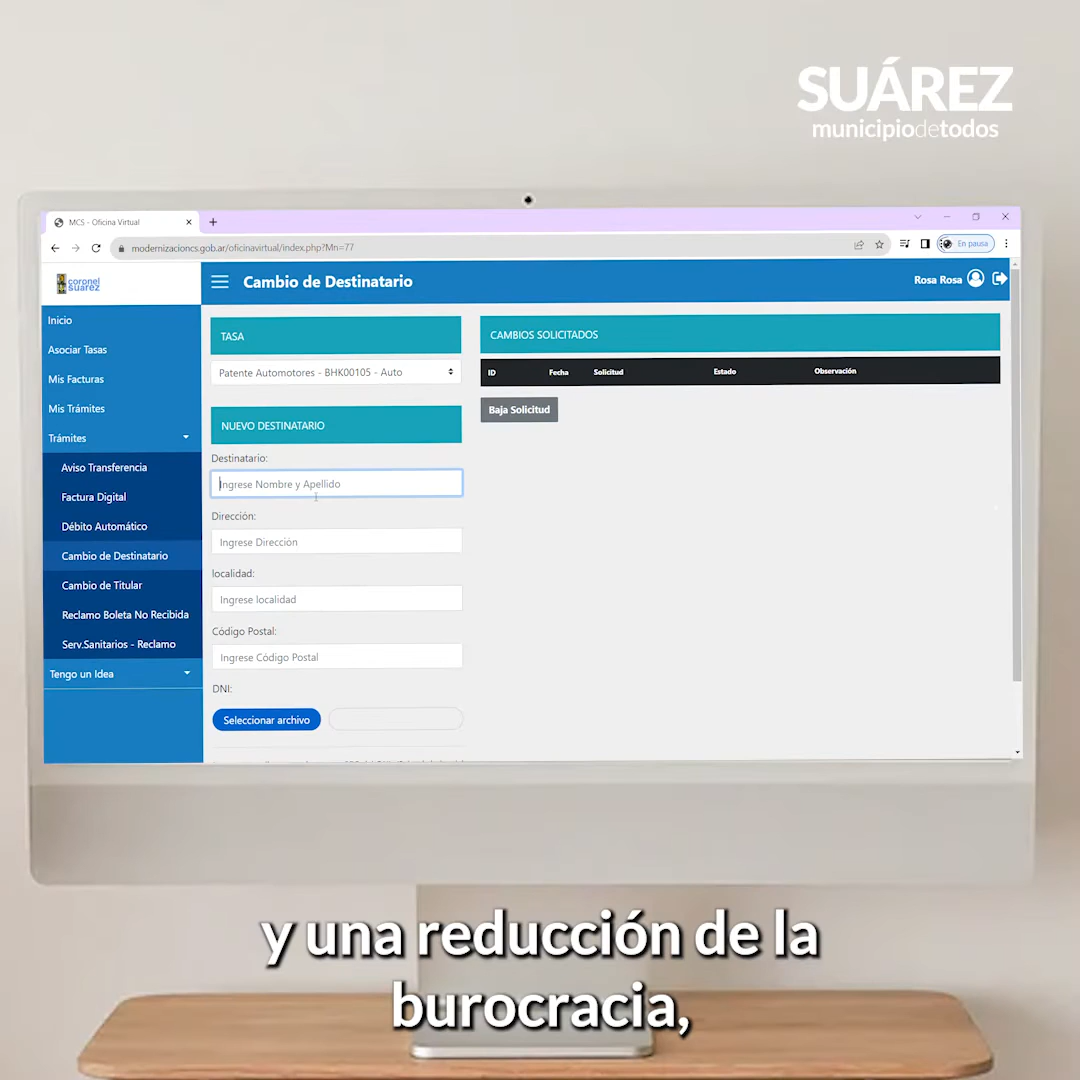 SUÁREZ
municipiodetodos
MCS - Oficina Virtual
modernizacioncs.gob.ar/oficinavirtual/index.php?Mn=77
En pausa
coronel
suarez
Cambio de Destinatario
Rosa Rosa
Inicio
Asociar Tasas
Mis Facturas
Mis Trámites
Trámites
Aviso Transferencia
Factura Digital
Débito Automático
Cambio de Destinatario
Cambio de Titular
Reclamo Boleta No Recibida
Serv.Sanitarios - Reclamo
Tengo un Idea
TASA
Patente Automotores - BHK00105 - Auto
NUEVO DESTINATARIO
Destinatario:
Ingrese Nombre y Apellido
Dirección:
Ingrese Dirección
localidad:
Ingrese localidad
Código Postal:
Ingrese Código Postal
DNI:
Seleccionar archivo
CAMBIOS SOLICITADOS
ID Fecha Solicitud Estado Observación
Baja Solicitud
y una reducción de la
burocracia,